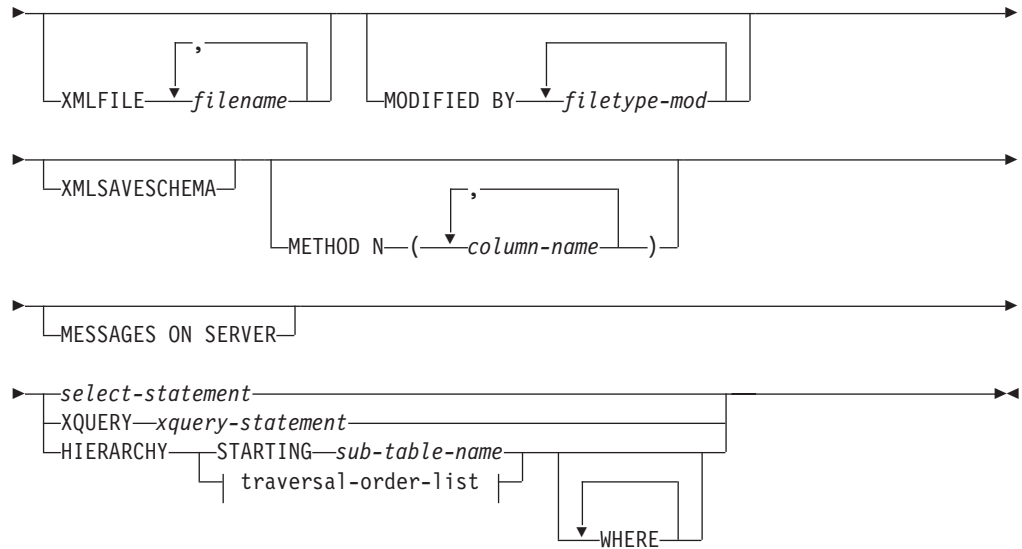 ,
XMLFILE filename MODIFIED BY filetype-mod
XMLSAVESCHEMA
,
METHOD N ( column-name )
MESSAGES ON SERVER
select-statement
XQUERY xquery-statement
HIERARCHY STARTING sub-table-name
traversal-order-list
WHERE